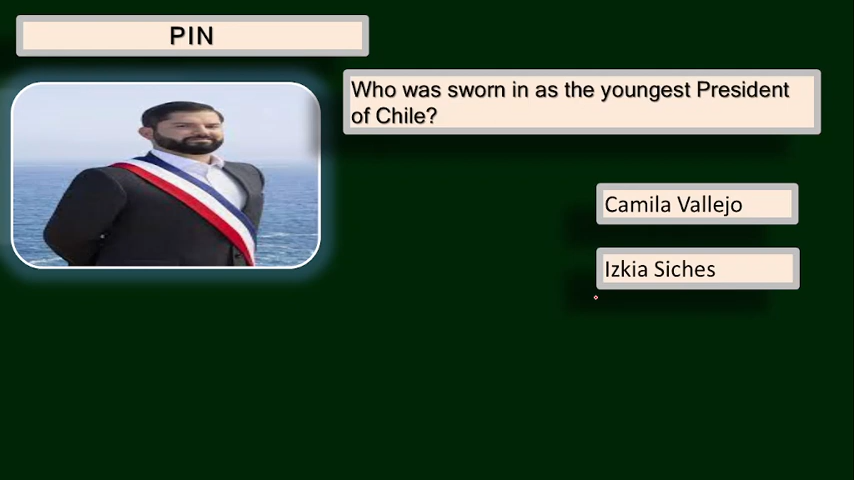 PIN
Who was sworn in as the youngest President
of Chile?
Camila Vallejo
Izkia Siches